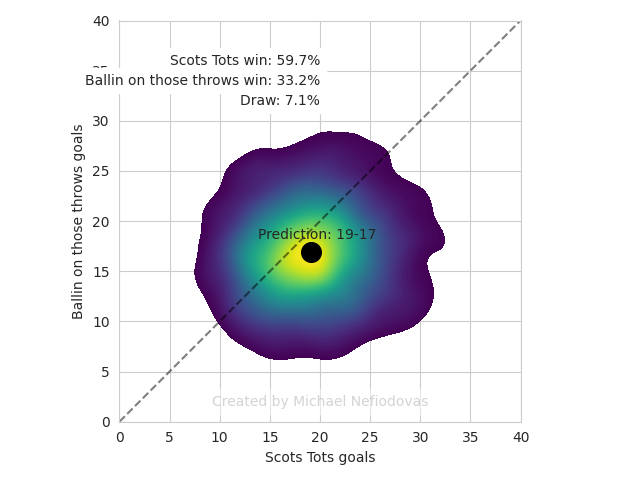 40
35
30
25
20
15
10
5
0
Ballin on those throws goals
Scots Tots win: 59.7%
Ballin on those throws win: 33.2%
Draw: 7.1%
Prediction: 19-17
Created by Michael Nefiodovas
0 5 10 15 20 25 30 35 40
Scots Tots goals